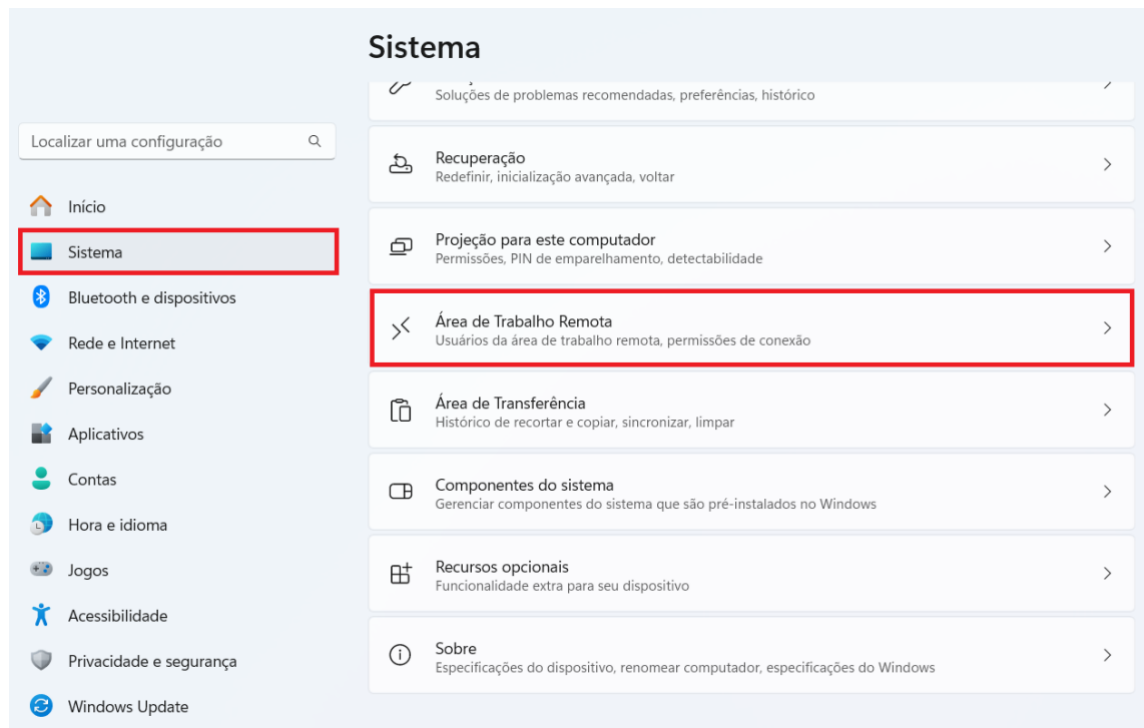 Sistema
Localizar uma configuração
Início
Sistema
Bluetooth e dispositivos
Rede e Internet
Personalização
Aplicativos
Contas
Hora e idioma
Jogos
Acessibilidade
Privacidade e segurança
Windows Update
Soluções de problemas recomendadas, preferências, histórico
Recuperação
Redefinir, inicialização avançada, voltar
Projeção para este computador
Permissões, PIN de emparelhamento, detectabilidade
Área de Trabalho Remota
Usuários da área de trabalho remota, permissões de conexão
Área de Transferência
Histórico de recortar e copiar, sincronizar, limpar
Componentes do sistema
Gerenciar componentes do sistema que são pré-instalados no Windows
Recursos opcionais
Funcionalidade extra para seu dispositivo
Sobre
Especificações do dispositivo, renomear computador, especificações do Windows